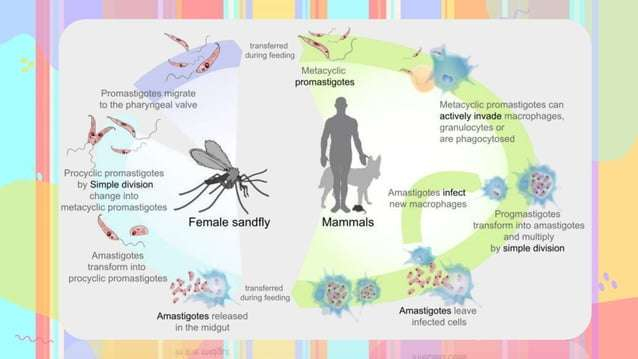 transferred
during feeding
Metacyclic
promastigotes
Promastigotes migrate
to the pharyngeal valve
Metacyclic promastigotes can
actively invade macrophages,
granulocytes or
are phagocytosed
Procyclic promastigotes
by Simple division
change into
metacyclic promastigotes
Amastigotes infect
new macrophages
Female sandfly
Mammals
Progmastigotes
transform into amastigotes
and multiply
by simple division
Amastigotes
transform into
procyclic promastigotes
transferred
during feeding
Amastigotes released
in the midgut
Amastigotes leave
infected cells